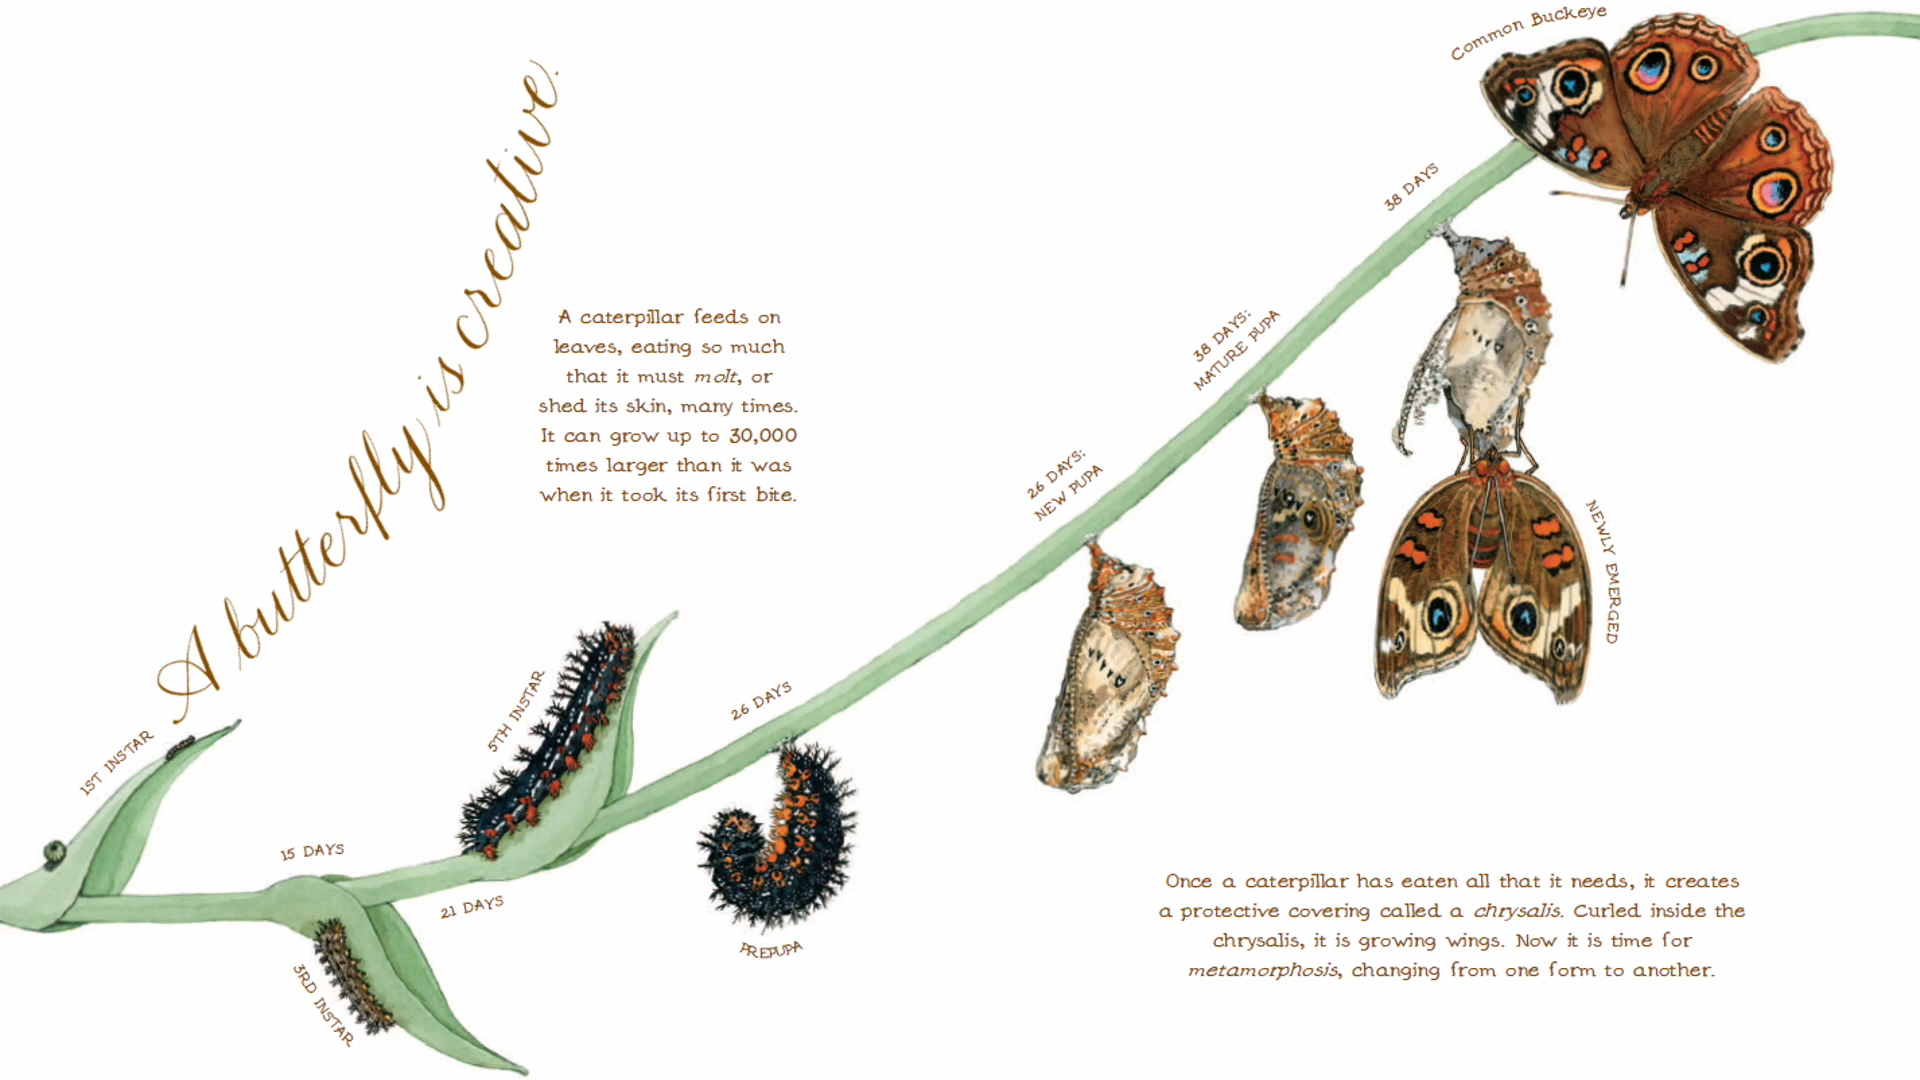 A butterfly is creative.
A caterpillar feeds on
leaves, eating so much
that it must molt, or
shed its skin, many times.
It can grow up to 30,000
times larger than it was
when it took its first bite.
1ST INSTAR
15 DAYS
3RD INSTAR
21 DAYS
5TH INSTAR
26 DAYS
PREPUPA
26 DAYS:
NEW PUPA
38 DAYS:
MATURE PUPA
38 DAYS
NEWLY EMERGED
Common Buckeye
Once a caterpillar has eaten all that it needs, it creates
a protective covering called a chrysalis. Curled inside the
chrysalis, it is growing wings. Now it is time for
metamorphosis, changing from one form to another.